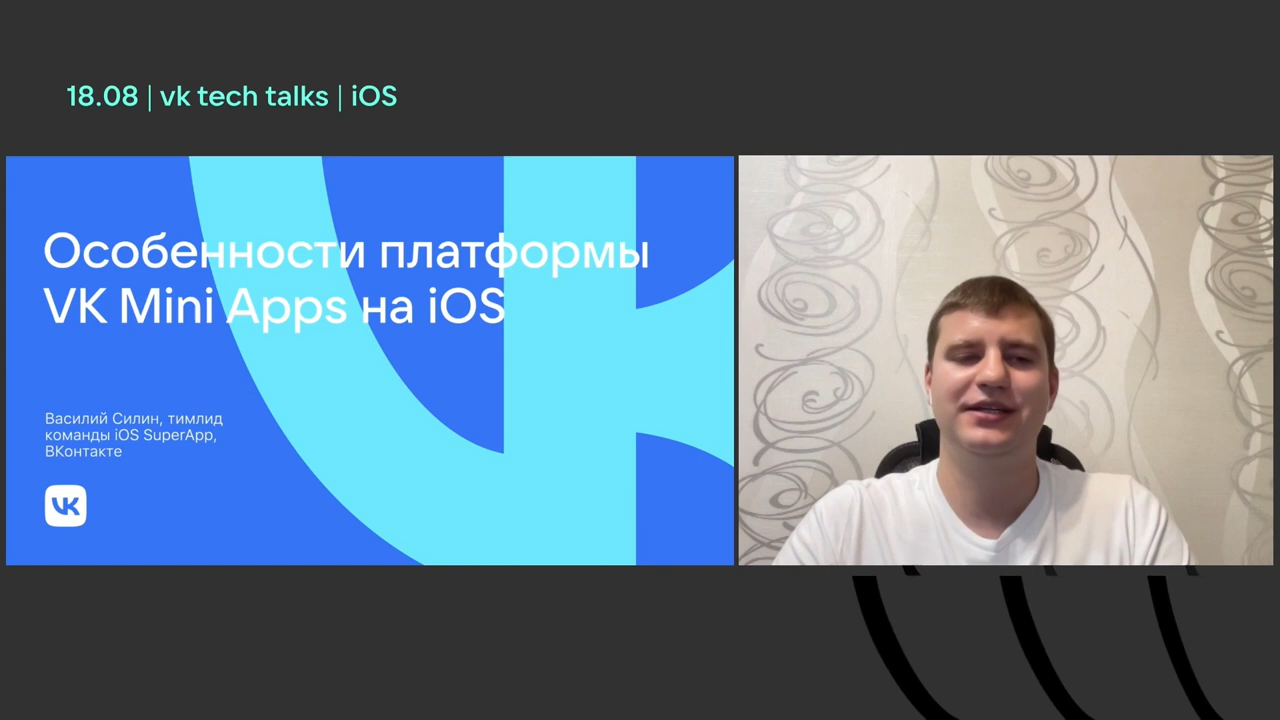 18.08 | vk tech talks | iOS
Особенности платформы
VK Mini Apps на iOS
Василий Силин, тимлид
команды iOS SuperApp,
ВКонтакте
VK